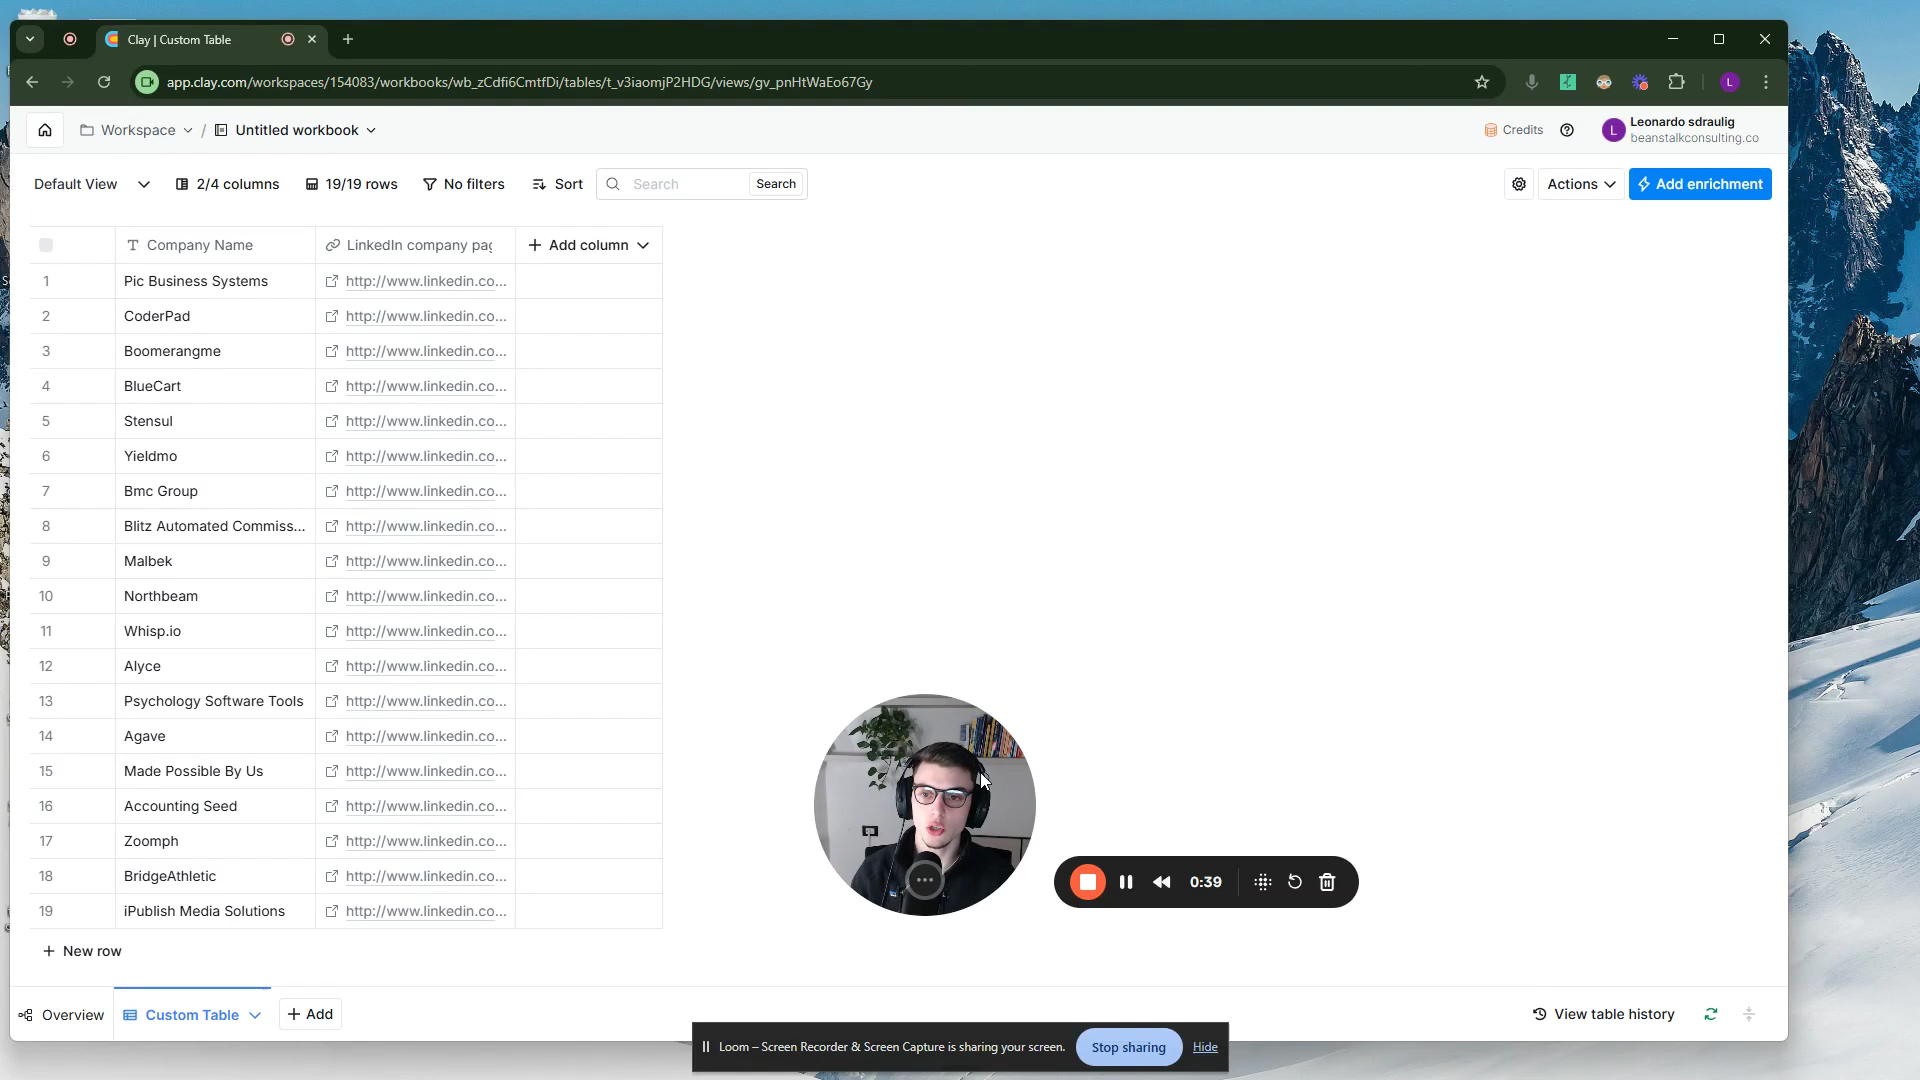 Clay | Custom Table
app.clay.com/workspaces/154083/workbooks/wb_zCdfi6CmtfDi/tables/t_v3iaomjP2HDG/views/gv_pnHtWaEo67Gy
L
Workspace / Untitled workbook
Credits
L
Leonardo sdraulig
beanstalkconsulting.co
Default View
2/4 columns
19/19 rows
No filters
Sort
Search
Search
Actions
Add enrichment
Company Name
LinkedIn company pag
Add column
1 Pic Business Systems http://www.linkedin.co...
2 CoderPad http://www.linkedin.co...
3 Boomerangme http://www.linkedin.co...
4 BlueCart http://www.linkedin.co...
5 Stensul http://www.linkedin.co...
6 Yieldmo http://www.linkedin.co...
7 Bmc Group http://www.linkedin.co...
8 Blitz Automated Commiss... http://www.linkedin.co...
9 Malbek http://www.linkedin.co...
10 Northbeam http://www.linkedin.co...
11 Whisp.io http://www.linkedin.co...
12 Alyce http://www.linkedin.co...
13 Psychology Software Tools http://www.linkedin.co...
14 Agave http://www.linkedin.co...
15 Made Possible By Us http://www.linkedin.co...
16 Accounting Seed http://www.linkedin.co...
17 Zoomph http://www.linkedin.co...
18 BridgeAthletic http://www.linkedin.co...
19 iPublish Media Solutions http://www.linkedin.co...
0:39
New row
Overview
Custom Table
Add
View table history
Loom – Screen Recorder & Screen Capture is sharing your screen.
Stop sharing
Hide